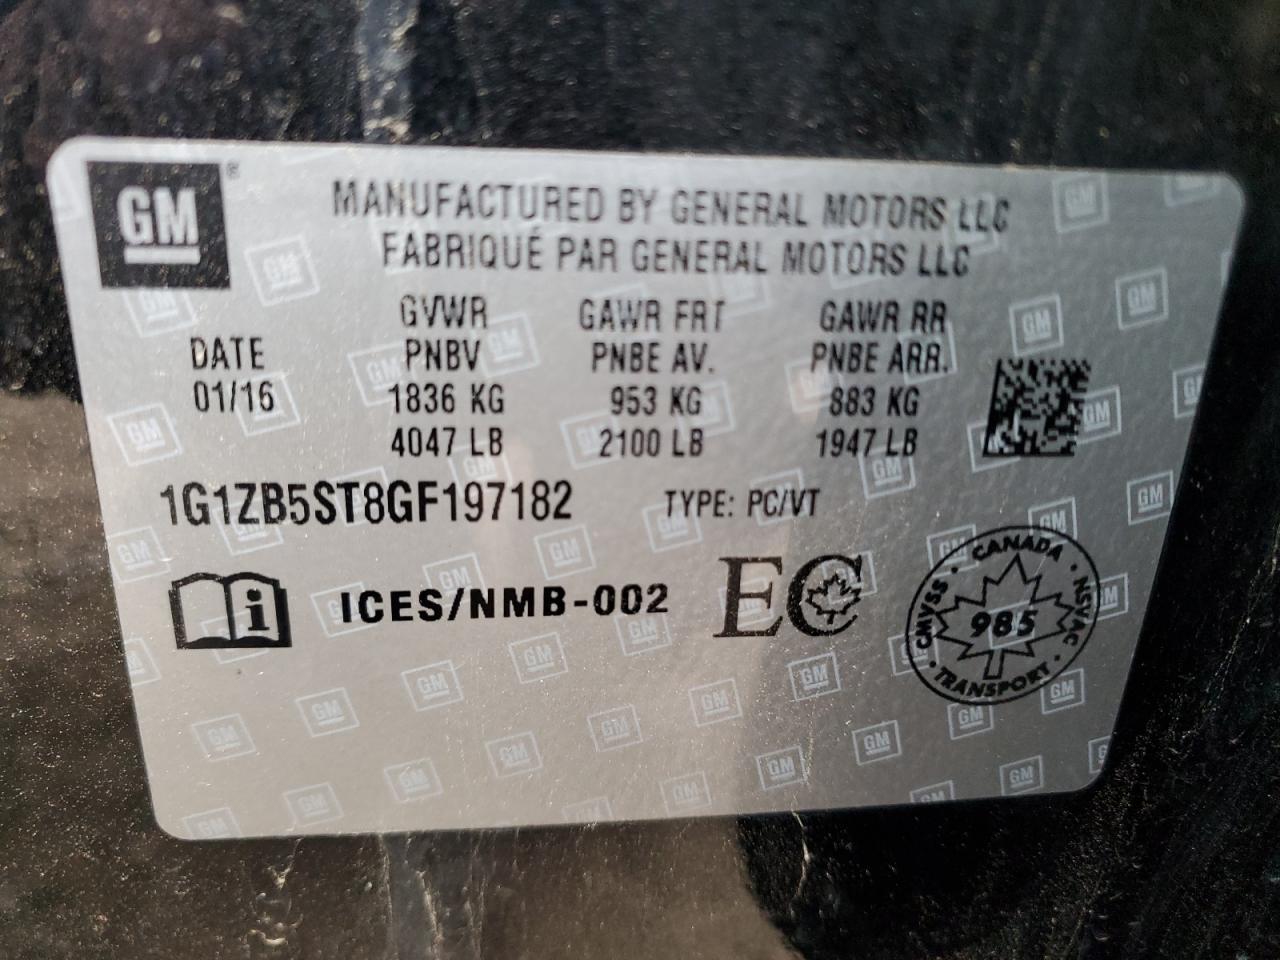 GM®
MANUFACTURED BY GENERAL MOTORS LLC
FABRIQUÉ PAR GENERAL MOTORS LLC
DATE
01/16
GVWR
PNBV
1836 KG
4047 LB
GAWR FRT
PNBE AV.
953 KG
2100 LB
GAWR RR
PNBE ARR.
883 KG
1947 LB
1G1ZB5ST8GF197182 TYPE: PC/VT
i ICES/NMB-002 EC
CANADA
CMVSS · NSVAC
985
TRANSPORT